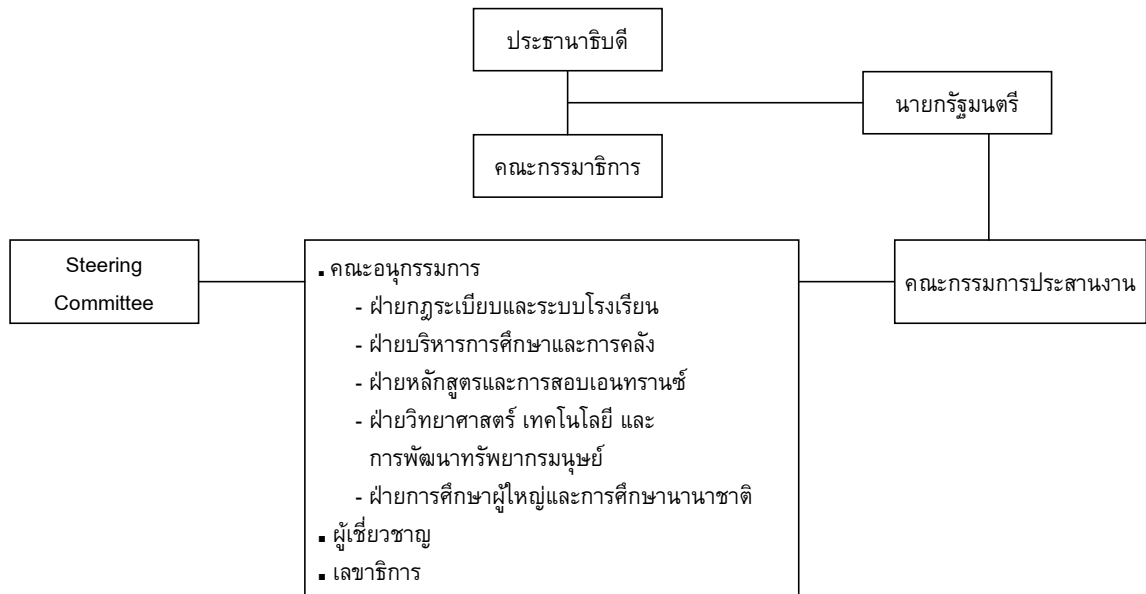 ประธานาธิบดี
นายกรัฐมนตรี
คณะกรรมาธิการ
Steering
Committee
▪ คณะอนุกรรมการ
- ฝ่ายกฎระเบียบและระบบโรงเรียน
- ฝ่ายบริหารการศึกษาและการคลัง
- ฝ่ายหลักสูตรและการสอบเอนทรานซ์
- ฝ่ายวิทยาศาสตร์ เทคโนโลยี และ
การพัฒนาทรัพยากรมนุษย์
- ฝ่ายการศึกษาผู้ใหญ่และการศึกษานานาชาติ
▪ ผู้เชี่ยวชาญ
▪ เลขาธิการ
คณะกรรมการประสานงาน